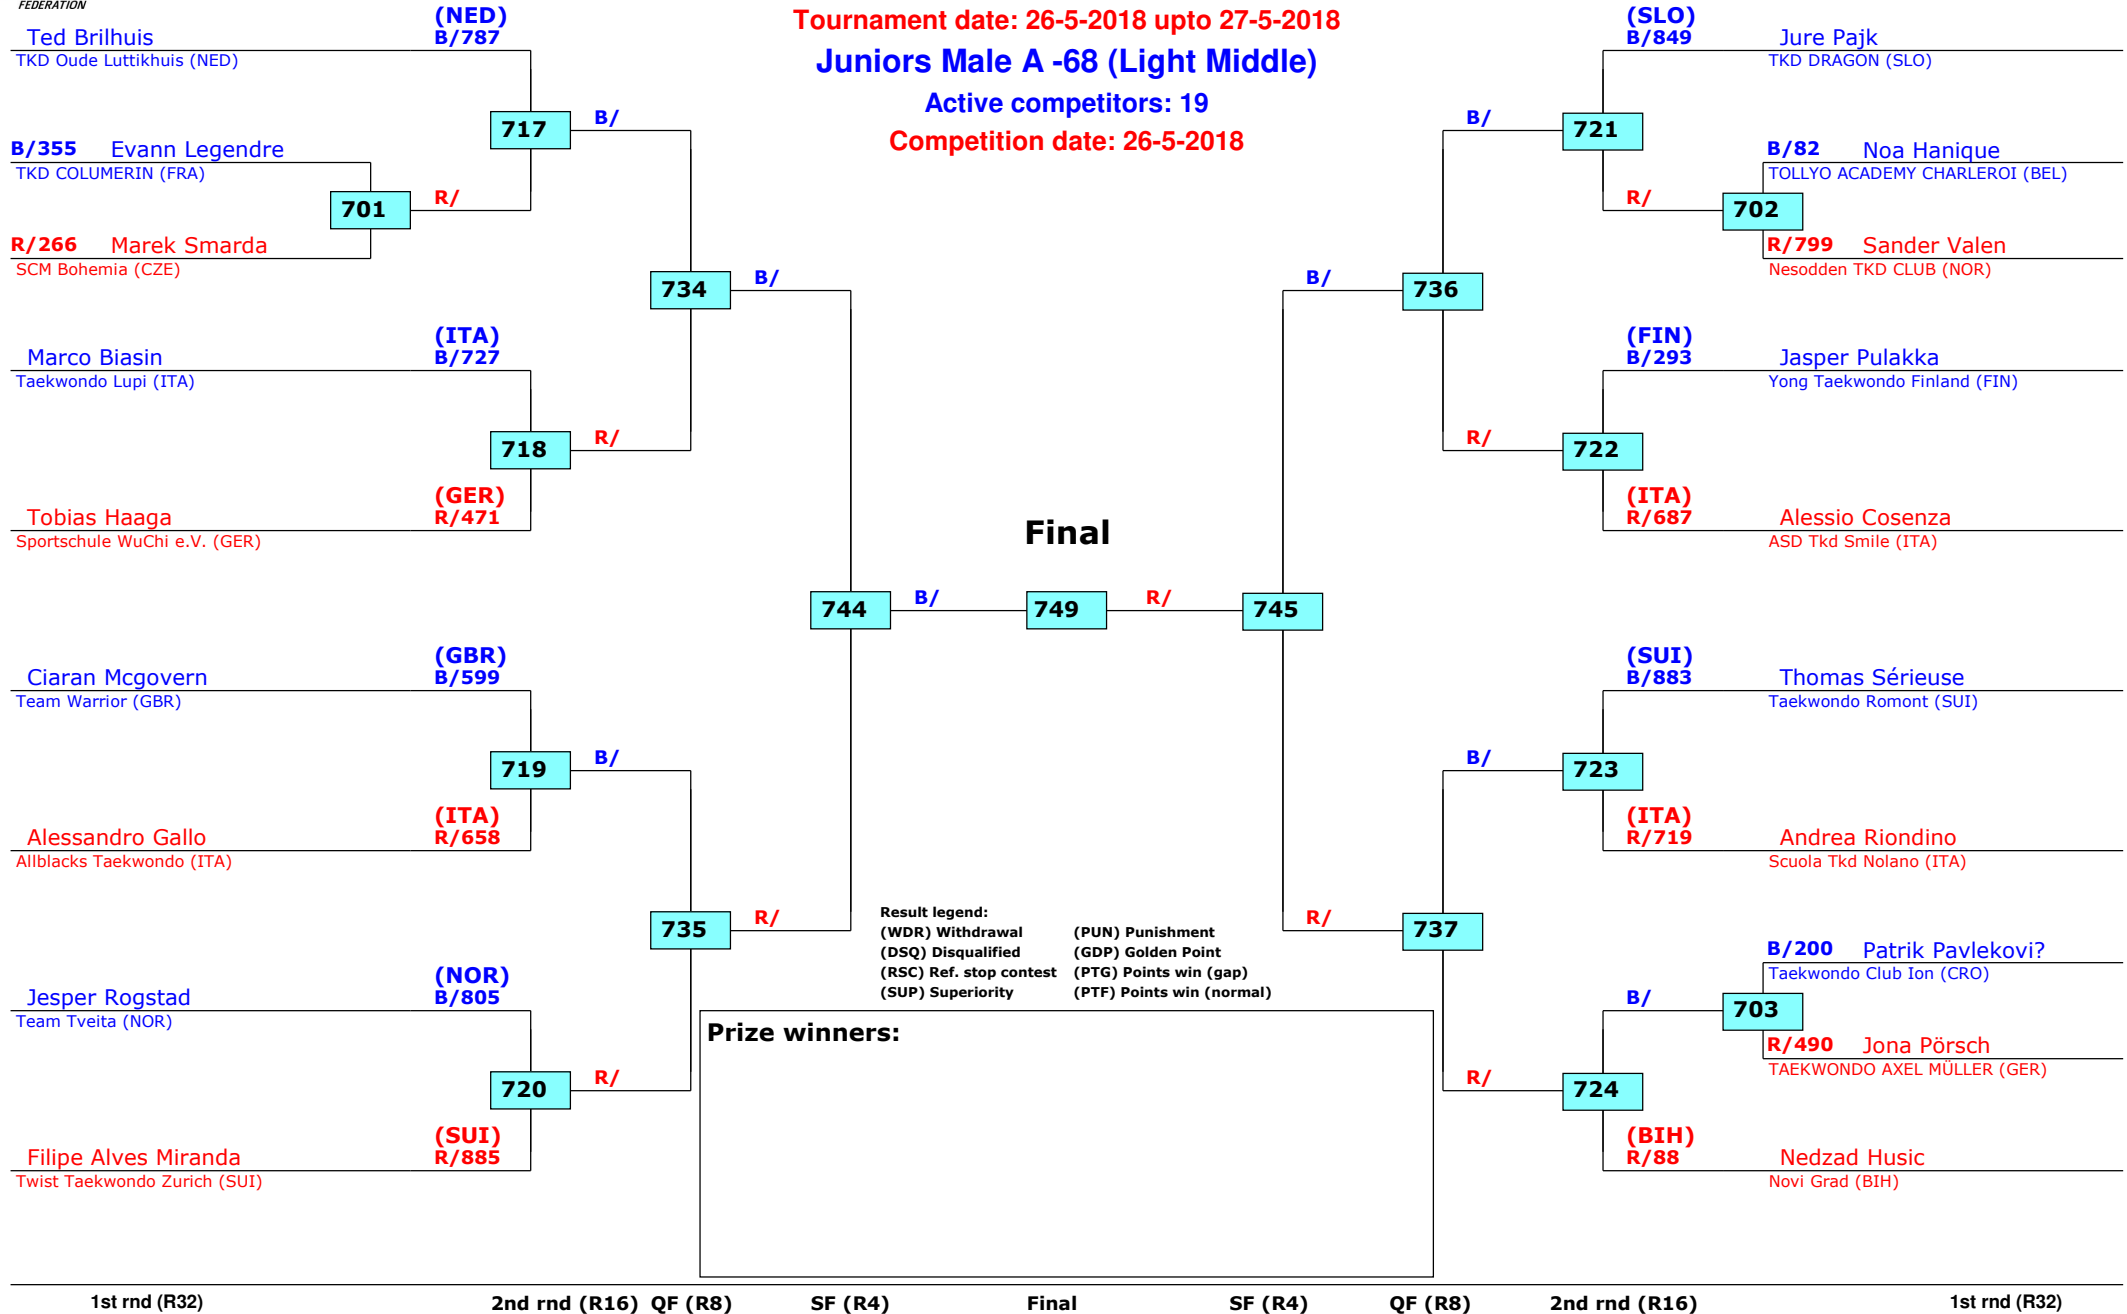 FEDERATION
Tournament date: 26-5-2018 upto 27-5-2018
Juniors Male A -68 (Light Middle)
Active competitors: 19
Competition date: 26-5-2018
(NED)
Ted Brilhuis B/787
TKD Oude Luttikhuis (NED)
717 B/
B/355 Evann Legendre
TKD COLUMERIN (FRA)
701 R/
R/266 Marek Smarda
SCM Bohemia (CZE)
734 B/
(ITA)
Marco Biasin B/727
Taekwondo Lupi (ITA)
718 R/
(GER)
Tobias Haaga R/471
Sportschule WuChi e.V. (GER)
Final
744 B/ 749 R/ 745
(GBR)
Ciaran Mcgovern B/599
Team Warrior (GBR)
719 B/
(ITA)
Alessandro Gallo R/658
Allblacks Taekwondo (ITA)
735 R/
(NOR)
Jesper Rogstad B/805
Team Tveita (NOR)
720 R/
(SUI)
Filipe Alves Miranda R/885
Twist Taekwondo Zurich (SUI)
(SLO)
B/849 Jure Pajk
TKD DRAGON (SLO)
B/ 721
B/82 Noa Hanique
TOLLYO ACADEMY CHARLEROI (BEL)
R/ 702
R/799 Sander Valen
Nesodden TKD CLUB (NOR)
B/ 736
(FIN)
B/293 Jasper Pulakka
Yong Taekwondo Finland (FIN)
R/ 722
(ITA)
R/687 Alessio Cosenza
ASD Tkd Smile (ITA)
(SUI)
B/883 Thomas Sérieuse
Taekwondo Romont (SUI)
B/ 723
(ITA)
R/719 Andrea Riondino
Scuola Tkd Nolano (ITA)
R/ 737
B/200 Patrik Pavlekovi?
Taekwondo Club Ion (CRO)
B/ 703
R/490 Jona Pörsch
TAEKWONDO AXEL MÜLLER (GER)
R/ 724
(BIH)
R/88 Nedzad Husic
Novi Grad (BIH)
Result legend:
(WDR) Withdrawal (PUN) Punishment
(DSQ) Disqualified (GDP) Golden Point
(RSC) Ref. stop contest (PTG) Points win (gap)
(SUP) Superiority (PTF) Points win (normal)
Prize winners:
1st rnd (R32) 2nd rnd (R16) QF (R8) SF (R4) Final SF (R4) QF (R8) 2nd rnd (R16) 1st rnd (R32)